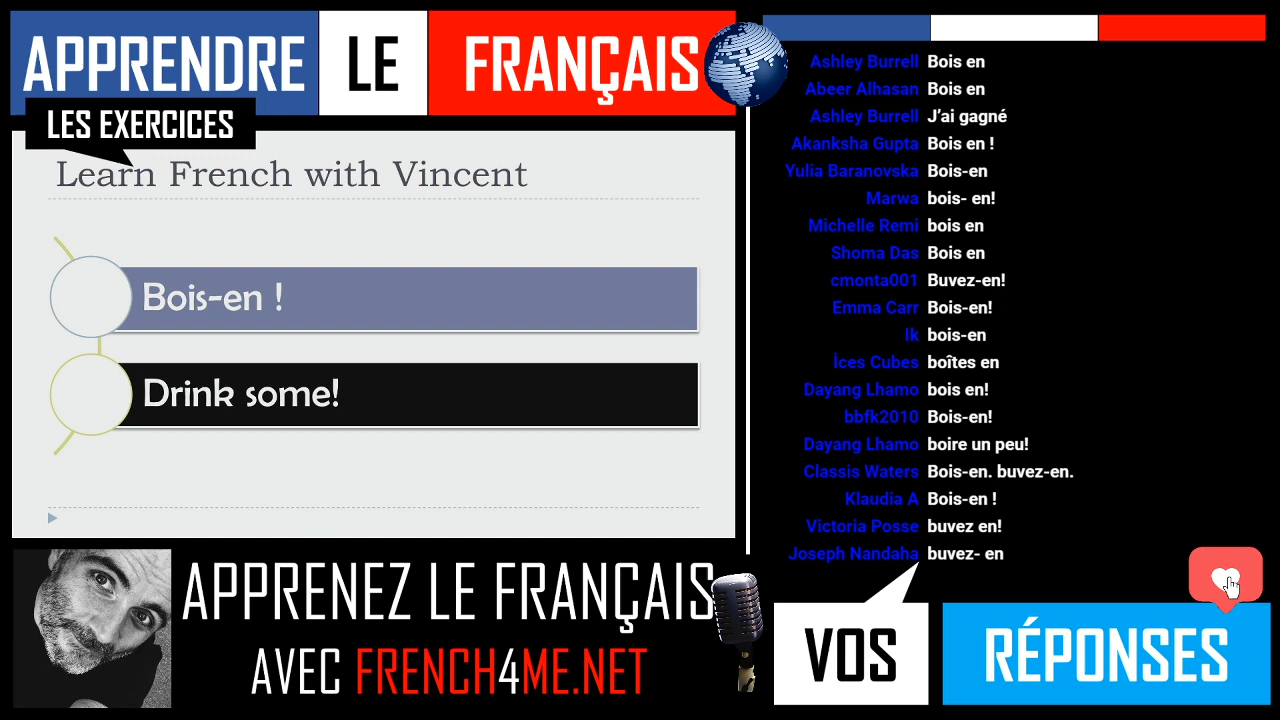 APPRENDRE LE FRANÇAIS
LES EXERCICES
Learn French with Vincent
Bois-en !
Drink some!
APPRENEZ LE FRANÇAIS
AVEC FRENCH4ME.NET
Ashley Burrell Bois en
Abeer Alhasan Bois en
Ashley Burrell J'ai gagné
Akanksha Gupta Bois en !
Yulia Baranovska Bois-en
Marwa bois- en!
Michelle Remi bois en
Shoma Das Bois en
cmonta001 Buvez-en!
Emma Carr Bois-en!
lk bois-en
İces Cubes boîtes en
Dayang Lhamo bois en!
bbfk2010 Bois-en!
Dayang Lhamo boire un peu!
Classis Waters Bois-en. buvez-en.
Klaudia A Bois-en !
Victoria Posse buvez en!
Joseph Nandaha buvez- en
VOS RÉPONSES